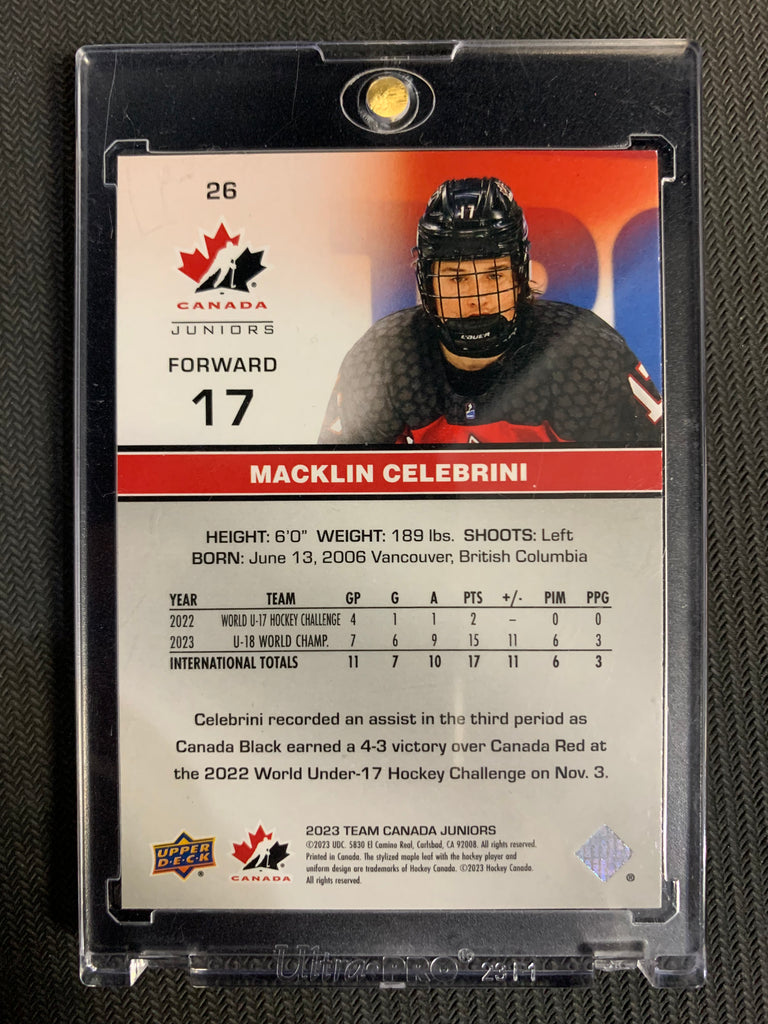 26
CANADA
JUNIORS
FORWARD
17
17
BAUER
17
MACKLIN CELEBRINI
HEIGHT: 6'0" WEIGHT: 189 lbs. SHOOTS: Left
BORN: June 13, 2006 Vancouver, British Columbia
YEAR TEAM GP G A PTS +/- PIM PPG
2022 WORLD U-17 HOCKEY CHALLENGE 4 1 1 2 – 0 0
2023 U-18 WORLD CHAMP. 7 6 9 15 11 6 3
INTERNATIONAL TOTALS 11 7 10 17 11 6 3
Celebrini recorded an assist in the third period as
Canada Black earned a 4-3 victory over Canada Red at
the 2022 World Under-17 Hockey Challenge on Nov. 3.
UPPER
D·E·C·K
®
CANADA
2023 TEAM CANADA JUNIORS
©2023 UDC. 5830 El Camino Real, Carlsbad, CA 92008. All rights reserved.
Printed in Canada. The stylized maple leaf with the hockey player and
uniform design are trademarks of Hockey Canada. ©2023 Hockey Canada.
All rights reserved.
®
Ultra·PRO®